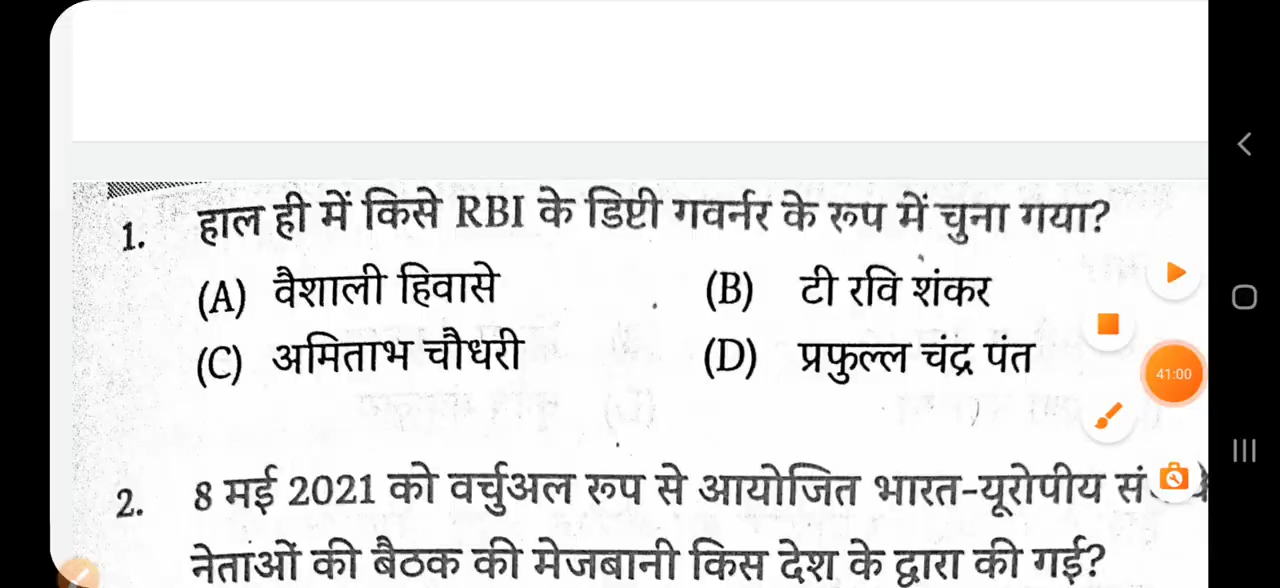 1. हाल ही में किसे RBI के डिप्टी गवर्नर के रूप में चुना गया?
(A) वैशाली हिवासे (B) टी रवि शंकर
(C) अमिताभ चौधरी (D) प्रफुल्ल चंद्र पंत
41:00
2. 8 मई 2021 को वर्चुअल रूप से आयोजित भारत-यूरोपीय
नेताओं की बैठक की मेजबानी किस देश के द्वारा की गई?